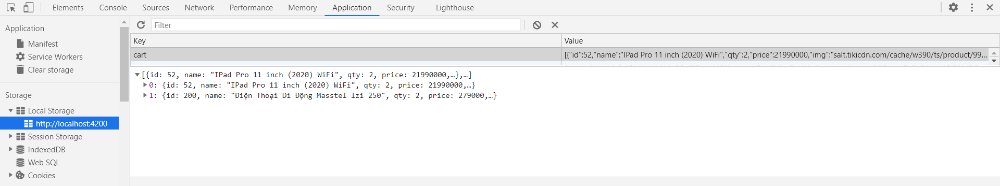 Elements Console Sources Network Performance Memory Application Security Lighthouse
Application
Manifest
Service Workers
Clear storage
Storage
Local Storage
http://localhost:4200
Session Storage
IndexedDB
Web SQL
Cookies
Filter
Key Value
cart [{"id":52,"name":"IPad Pro 11 inch (2020) WiFi","qty":2,"price":21990000,"img":"salt.tikicdn.com/cache/w390/ts/product/99...
[{id: 52, name: "IPad Pro 11 inch (2020) WiFi", qty: 2, price: 21990000,…},…]
0: {id: 52, name: "IPad Pro 11 inch (2020) WiFi", qty: 2, price: 21990000,…}
1: {id: 200, name: "Điện Thoại Di Động Masstel lzi 250", qty: 2, price: 279000,…}